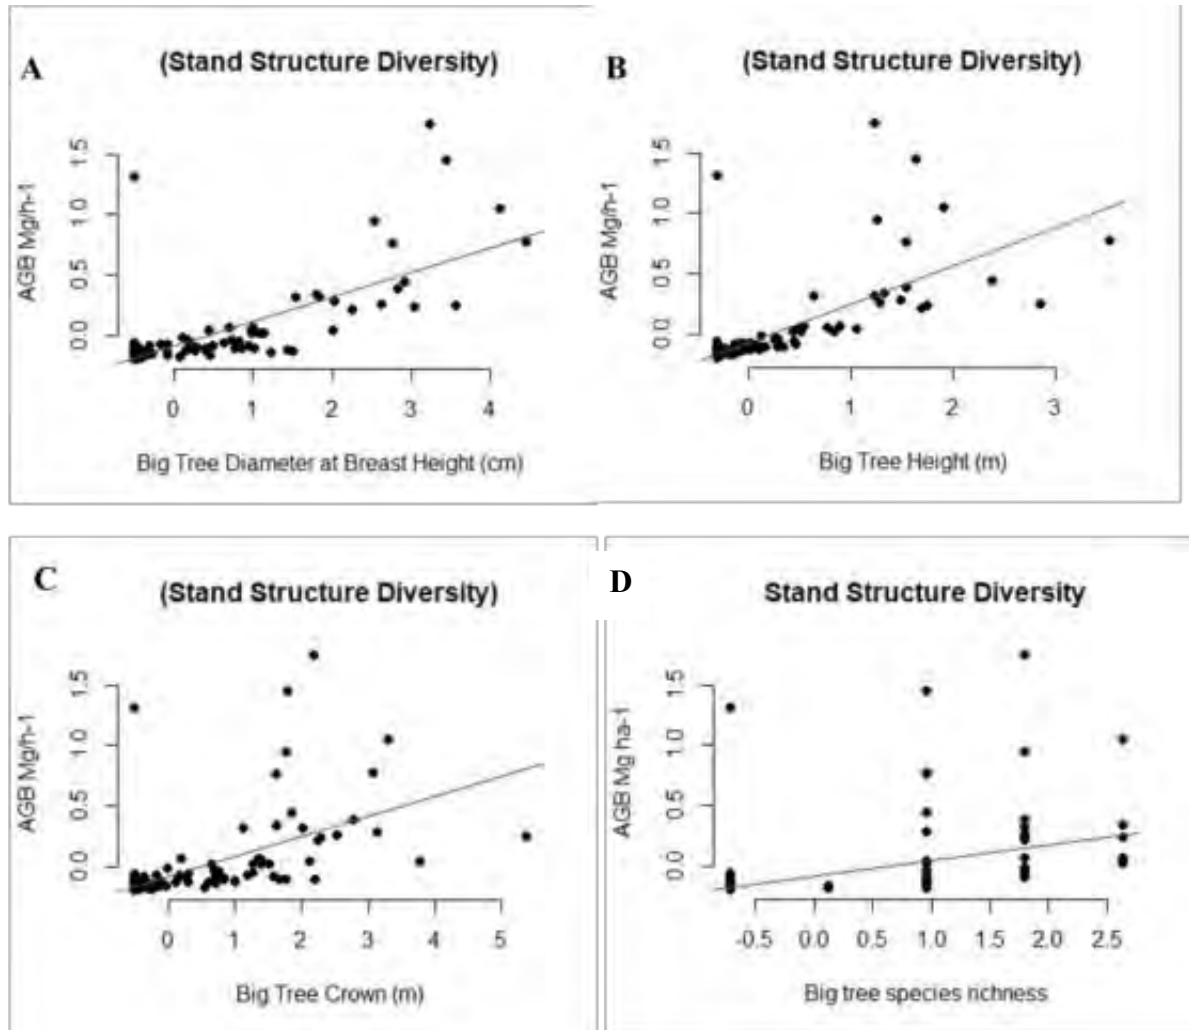 A
(Stand Structure Diversity)
AGB Mg/h-1
0.0 0.5 1.0 1.5
0 1 2 3 4
Big Tree Diameter at Breast Height (cm)
B
(Stand Structure Diversity)
AGB Mg/h-1
0.0 0.5 1.0 1.5
0 1 2 3
Big Tree Height (m)
C
(Stand Structure Diversity)
AGB Mg/h-1
0.0 0.5 1.0 1.5
0 1 2 3 4 5
Big Tree Crown (m)
D
Stand Structure Diversity
AGB Mg ha-1
0.0 0.5 1.0 1.5
-0.5 0.0 0.5 1.0 1.5 2.0 2.5
Big tree species richness